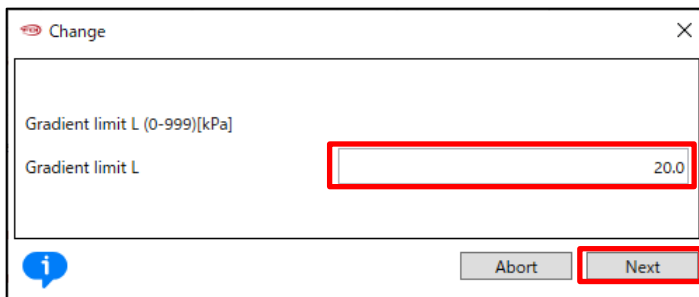 Change
Gradient limit L (0-999)[kPa]
Gradient limit L
20.0
Abort
Next